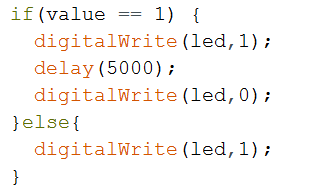 if(value == 1) {
  digitalWrite(led,1);
  delay(5000);
  digitalWrite(led,0);
}else{
  digitalWrite(led,1);
}